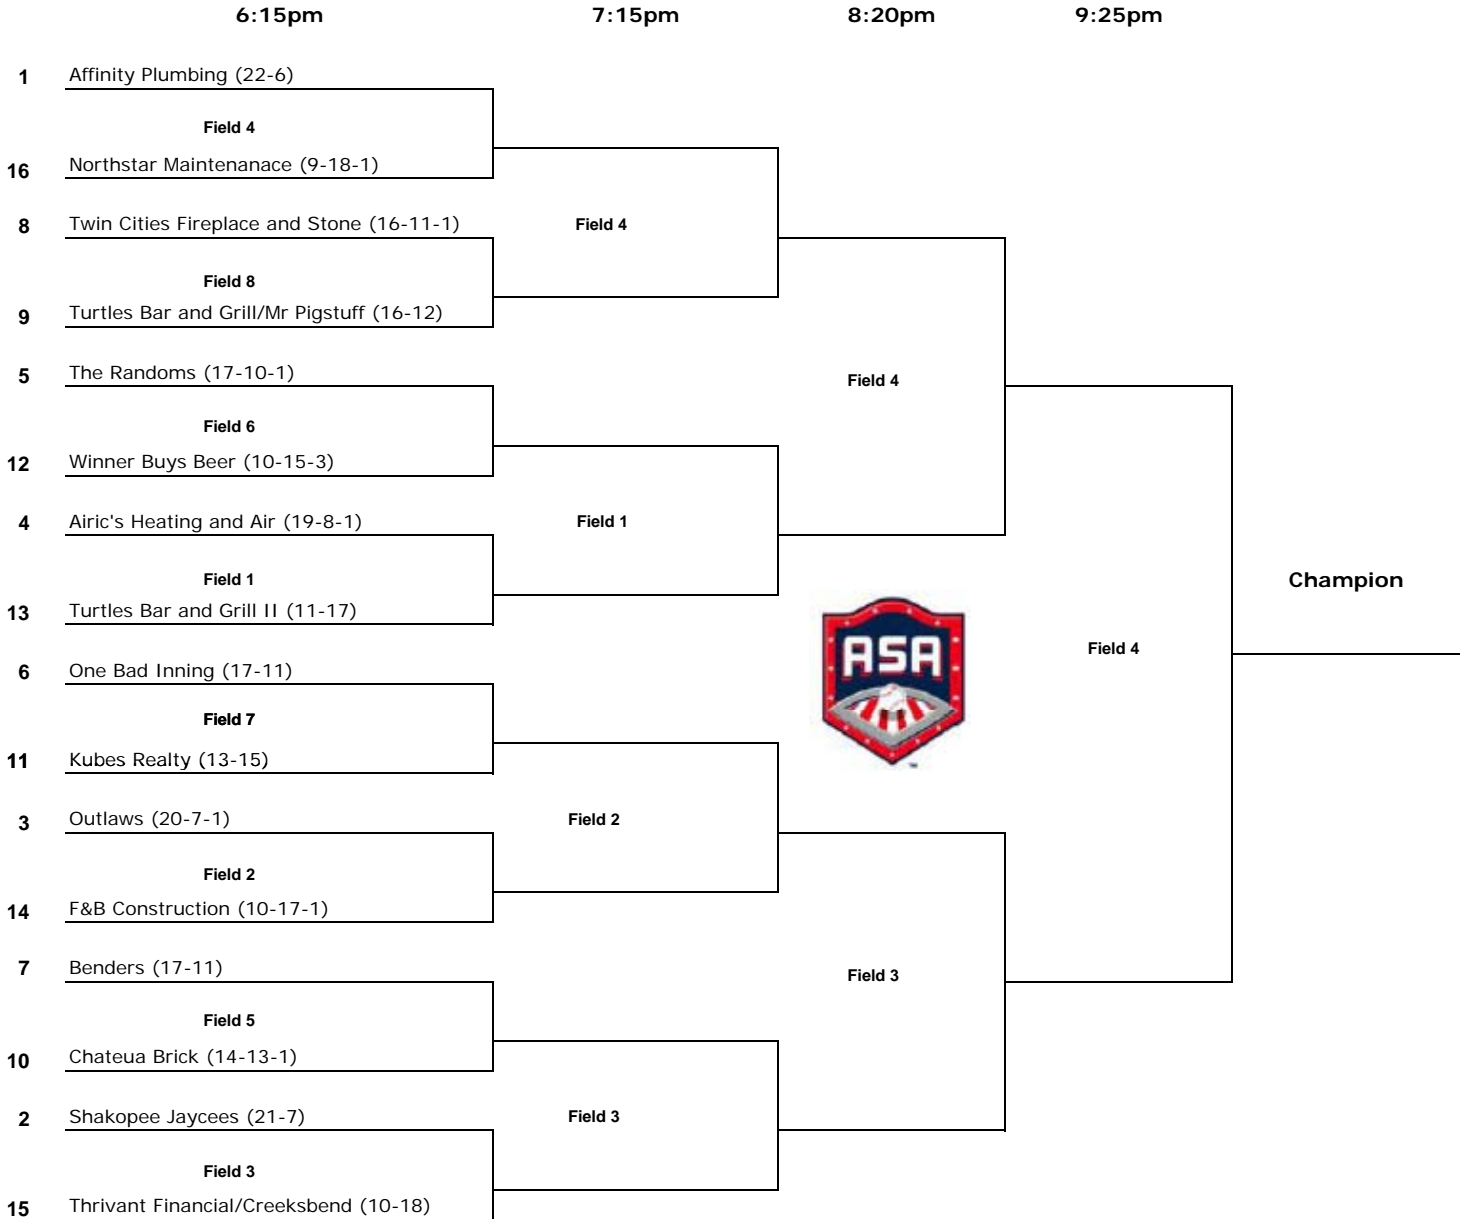 6:15pm 7:15pm 8:20pm 9:25pm
1 Affinity Plumbing (22-6)
Field 4
16 Northstar Maintenanace (9-18-1)
8 Twin Cities Fireplace and Stone (16-11-1) Field 4
Field 8
9 Turtles Bar and Grill/Mr Pigstuff (16-12)
5 The Randoms (17-10-1) Field 4
Field 6
12 Winner Buys Beer (10-15-3)
4 Airic's Heating and Air (19-8-1) Field 1
Field 1 Champion
13 Turtles Bar and Grill II (11-17)
ASA Field 4
6 One Bad Inning (17-11)
Field 7
11 Kubes Realty (13-15)
TM
3 Outlaws (20-7-1) Field 2
Field 2
14 F&B Construction (10-17-1)
7 Benders (17-11) Field 3
Field 5
10 Chateua Brick (14-13-1)
2 Shakopee Jaycees (21-7) Field 3
Field 3
15 Thrivant Financial/Creeksbend (10-18)